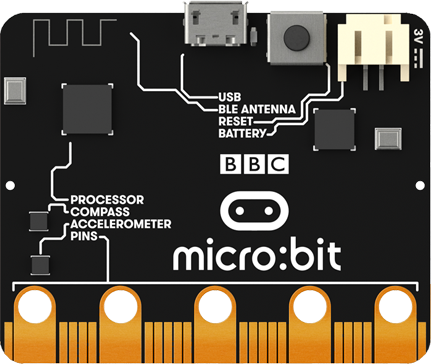 3V
USB
BLE ANTENNA
RESET
BATTERY
BBC
PROCESSOR
COMPASS
ACCELEROMETER
PINS
micro:bit